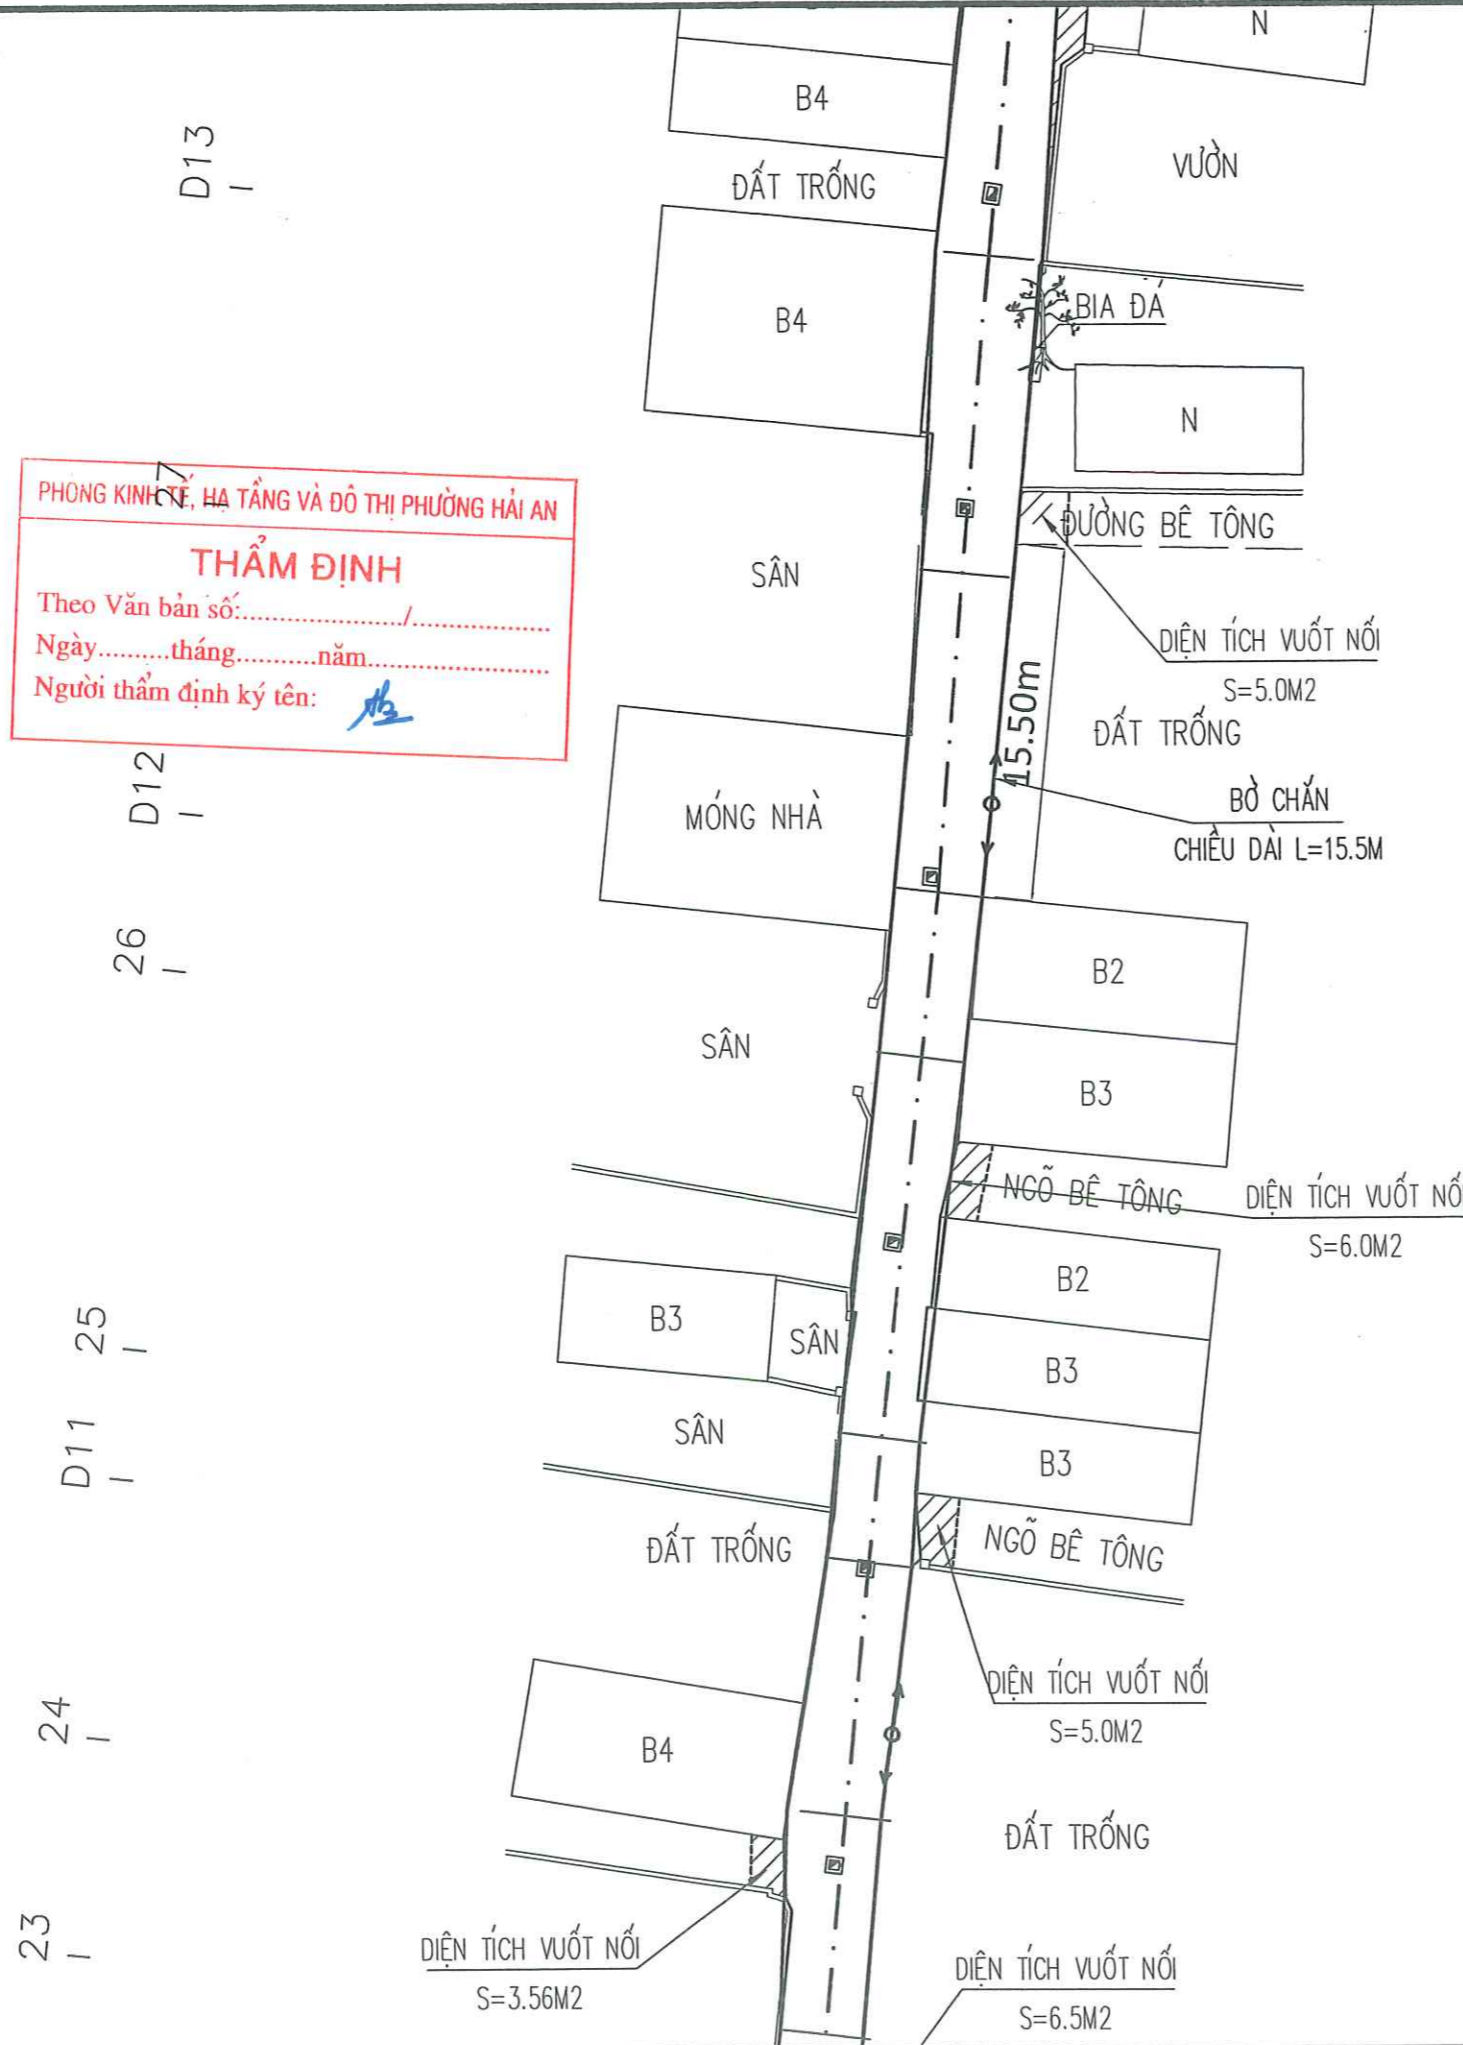 N
B4
D13
VƯỜN
ĐẤT TRỐNG
BIA ĐÁ
B4
N
27
PHÒNG KINH TẾ, HẠ TẦNG VÀ ĐÔ THỊ PHƯỜNG HẢI AN
THẨM ĐỊNH
Theo Văn bản số:............................/.......................
Ngày..........tháng...........năm..............................
Người thẩm định ký tên:
ĐƯỜNG BÊ TÔNG
SÂN
DIỆN TÍCH VUỐT NỐI
S=5.0M2
15.50m
ĐẤT TRỐNG
D12
MÓNG NHÀ
BỜ CHẮN
CHIỀU DÀI L=15.5M
26
B2
SÂN
B3
NGÕ BÊ TÔNG
DIỆN TÍCH VUỐT NỐI
S=6.0M2
B2
25
B3
SÂN
B3
D11
SÂN
B3
ĐẤT TRỐNG
NGÕ BÊ TÔNG
DIỆN TÍCH VUỐT NỐI
S=5.0M2
24
B4
ĐẤT TRỐNG
23
DIỆN TÍCH VUỐT NỐI
S=3.56M2
DIỆN TÍCH VUỐT NỐI
S=6.5M2